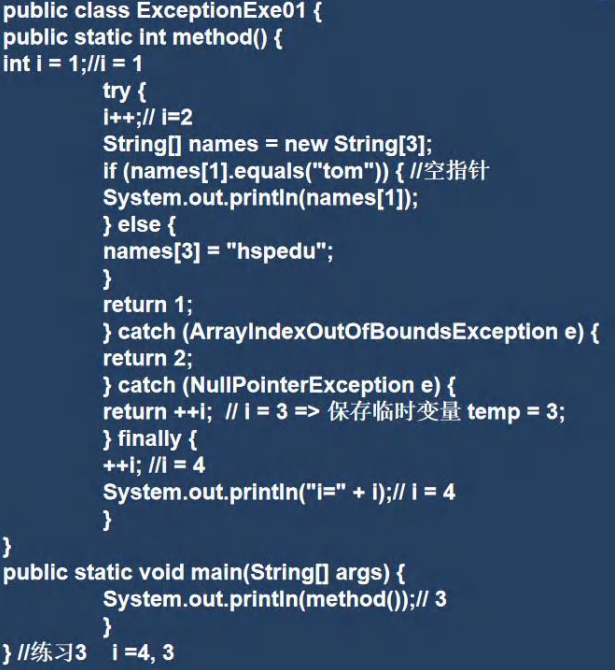 public class ExceptionExe01 {
public static int method() {
int i = 1;//i = 1
try {
i++;// i=2
String[] names = new String[3];
if (names[1].equals("tom")) { //空指针
System.out.println(names[1]);
} else {
names[3] = "hspedu";
}
return 1;
} catch (ArrayIndexOutOfBoundsException e) {
return 2;
} catch (NullPointerException e) {
return ++i;  // i = 3 => 保存临时变量 temp = 3;
} finally {
++i; //i = 4
System.out.println("i=" + i);// i = 4
}
}
public static void main(String[] args) {
System.out.println(method());// 3
}
} //练习3    i =4, 3